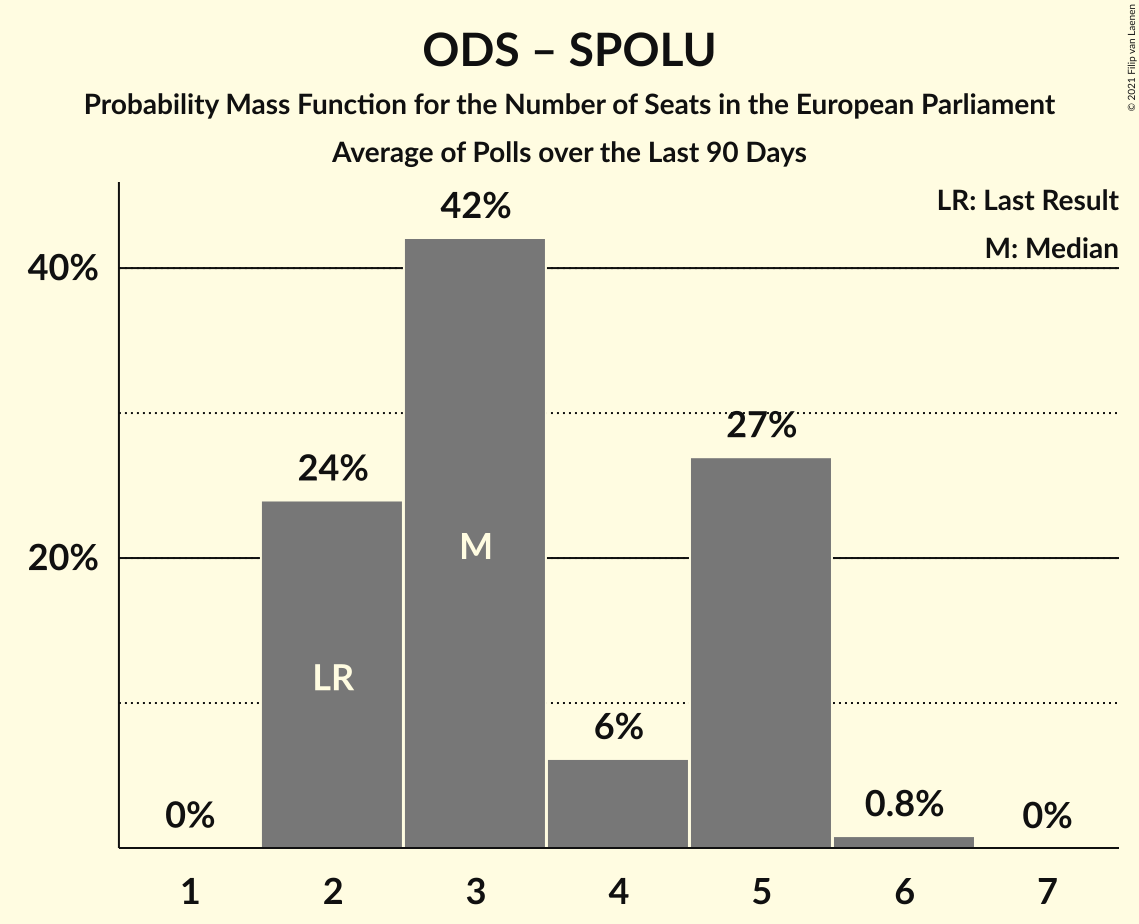 ODS – SPOLU
Probability Mass Function for the Number of Seats in the European Parliament
Average of Polls over the Last 90 Days
© 2021 Filip van Laenen
LR: Last Result
M: Median
42%
40%
27%
24%
20%
M
LR
6%
0%
0.8%
0%
1 2 3 4 5 6 7